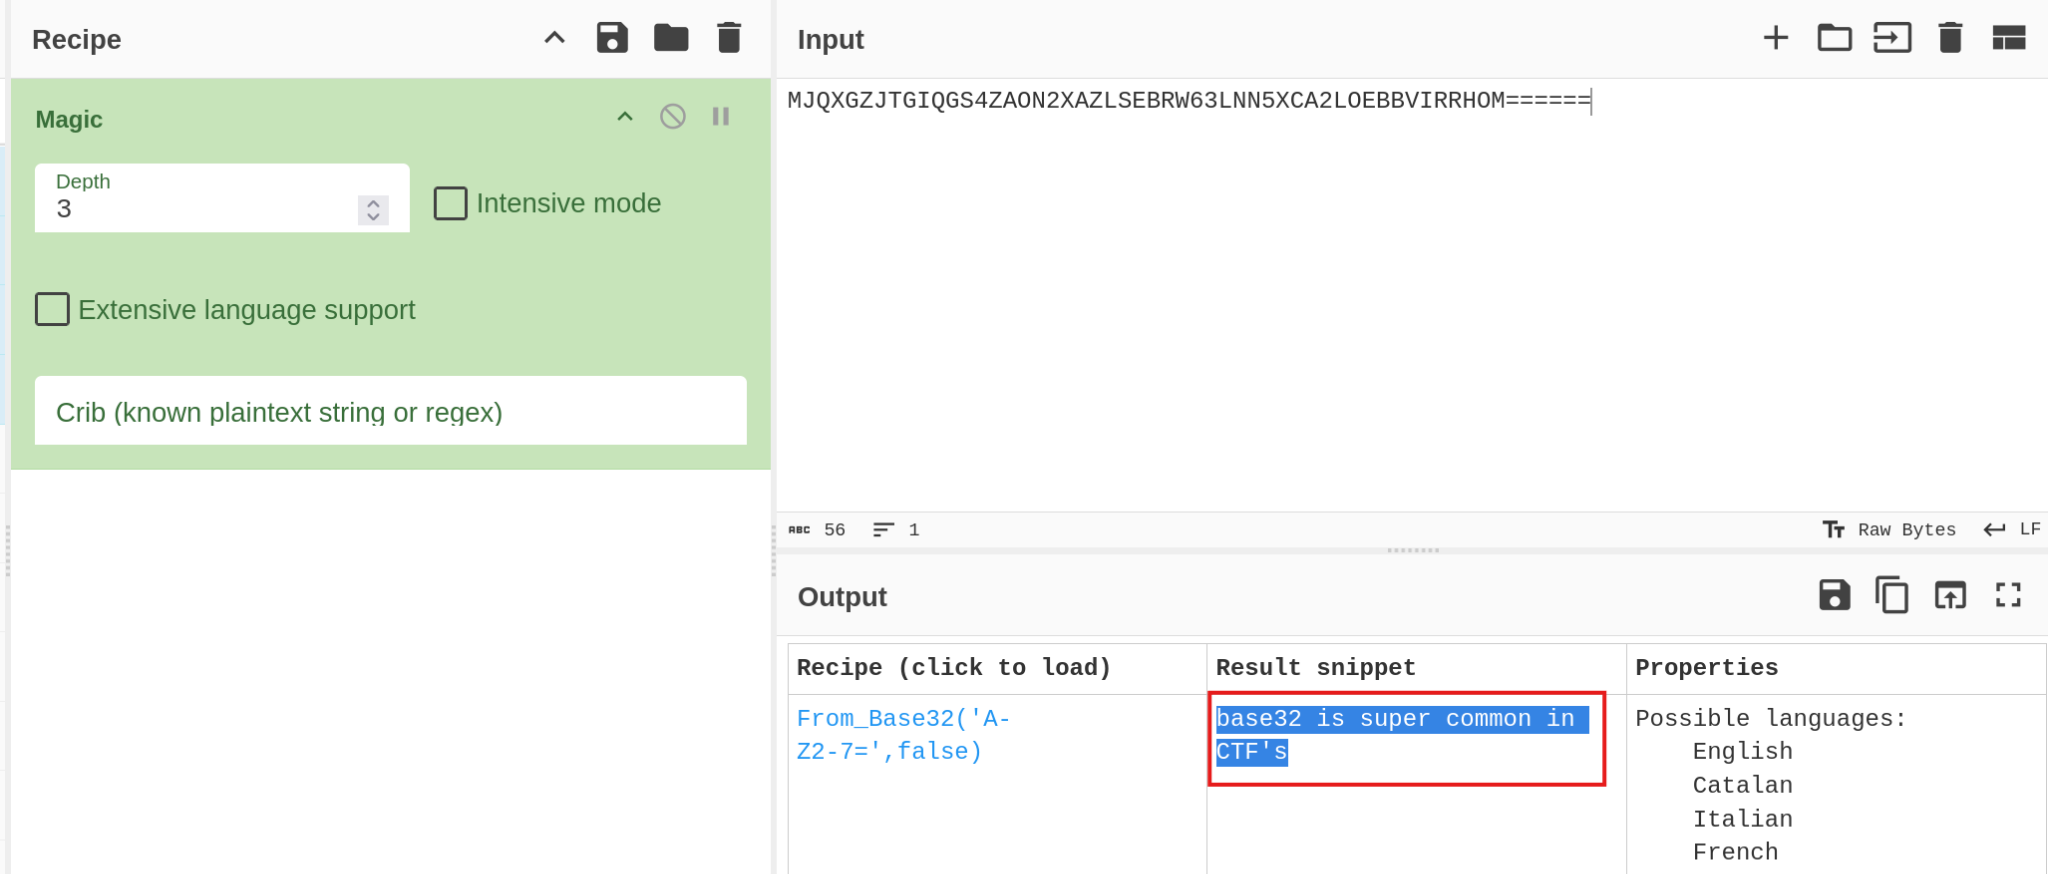 Recipe
Magic
Depth
3
Intensive mode
Extensive language support
Crib (known plaintext string or regex)
Input
MJQXGZJTGIQGS4ZAON2XAZLSEBRW63LNN5XCA2LOEBBVIRRHOM======
ABC 56 1
Tт Raw Bytes LF
Output
Recipe (click to load) Result snippet Properties
From_Base32('A-
Z2-7=',false)
base32 is super common in
CTF's
Possible languages:
English
Catalan
Italian
French